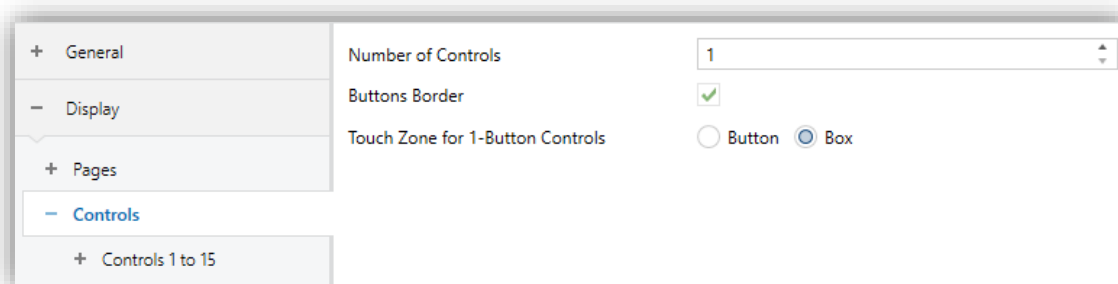 General
Display
Pages
Controls
Controls 1 to 15
Number of Controls 1
Buttons Border
Touch Zone for 1-Button Controls Button Box